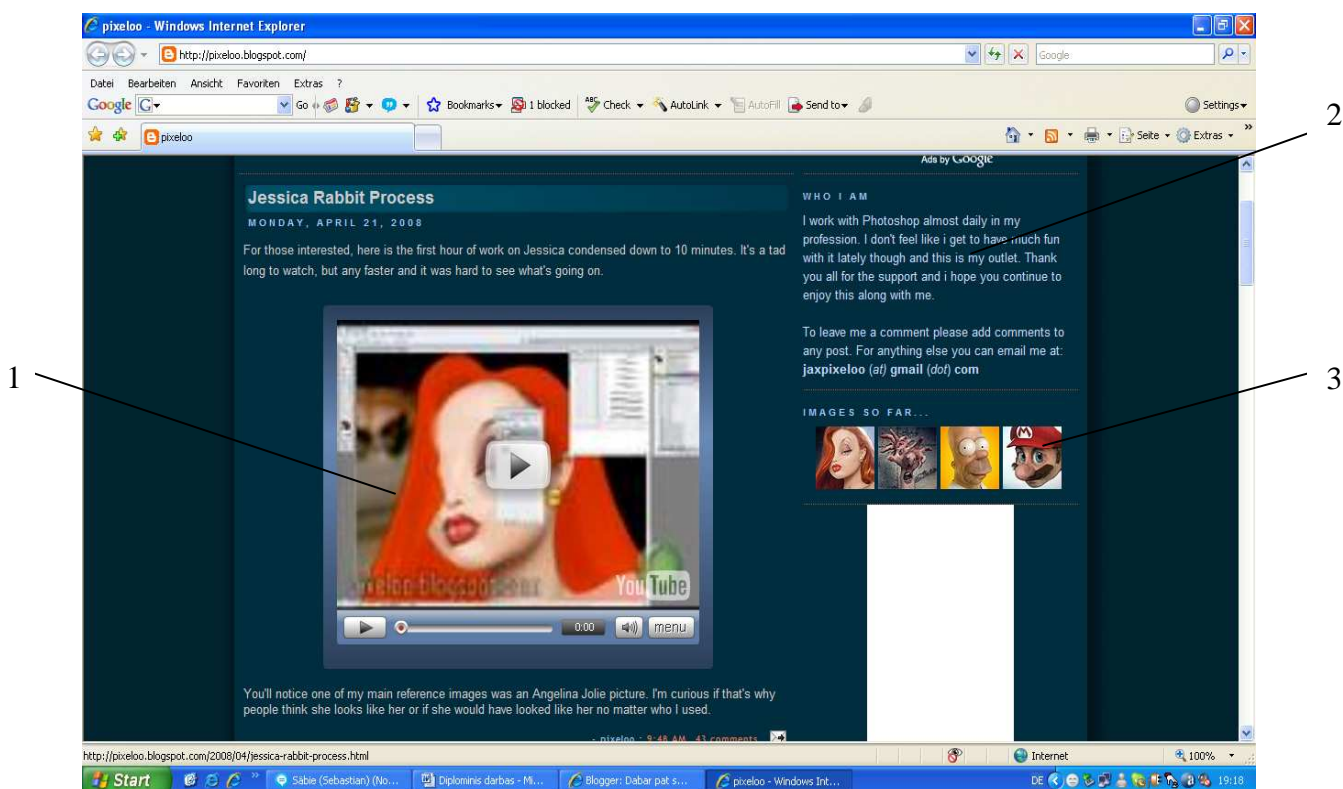 pixeloo - Windows Internet Explorer
http://pixeloo.blogspot.com/
Google
Datei Bearbeiten Ansicht Favoriten Extras ?
Google G Go Bookmarks 1 blocked ABC Check AutoLink AutoFill Send to Settings
pixeloo
Seite Extras »
2
Ads by Google
Jessica Rabbit Process
MONDAY, APRIL 21, 2008
For those interested, here is the first hour of work on Jessica condensed down to 10 minutes. It's a tad
long to watch, but any faster and it was hard to see what's going on.
WHO I AM
I work with Photoshop almost daily in my
profession. I don't feel like i get to have much fun
with it lately though and this is my outlet. Thank
you all for the support and i hope you continue to
enjoy this along with me.
To leave me a comment please add comments to
any post. For anything else you can email me at:
jaxpixeloo (at) gmail (dot) com
1
3
IMAGES SO FAR...
M
pixeloo.blogspot.com
YouTube
0:00 menu
You'll notice one of my main reference images was an Angelina Jolie picture. I'm curious if that's why
people think she looks like her or if she would have looked like her no matter who I used.
- pixeloo : 9:48 AM 43 comments
http://pixeloo.blogspot.com/2008/04/jessica-rabbit-process.html
Internet 100%
Start » Sabie (Sebastian) (No... Diplominis darbas - Mi... Blogger: Dabar pat s... pixeloo - Windows Int... DE 19:18